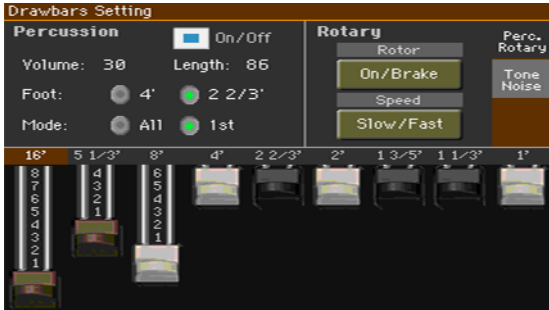 Drawbars Setting
Percussion
On/Off
Volume: 30 Length: 86
Foot: 4' 2 2/3'
Mode: All 1st
Rotary
Rotor
On/Brake
Speed
Slow/Fast
Perc.
Rotary
Tone
Noise
16' 5 1/3' 8' 4' 2 2/3' 2' 1 3/5' 1 1/3' 1'
8 4 6
7 3 5
6 2 4
5 1 3
4 2
3 1
2
1